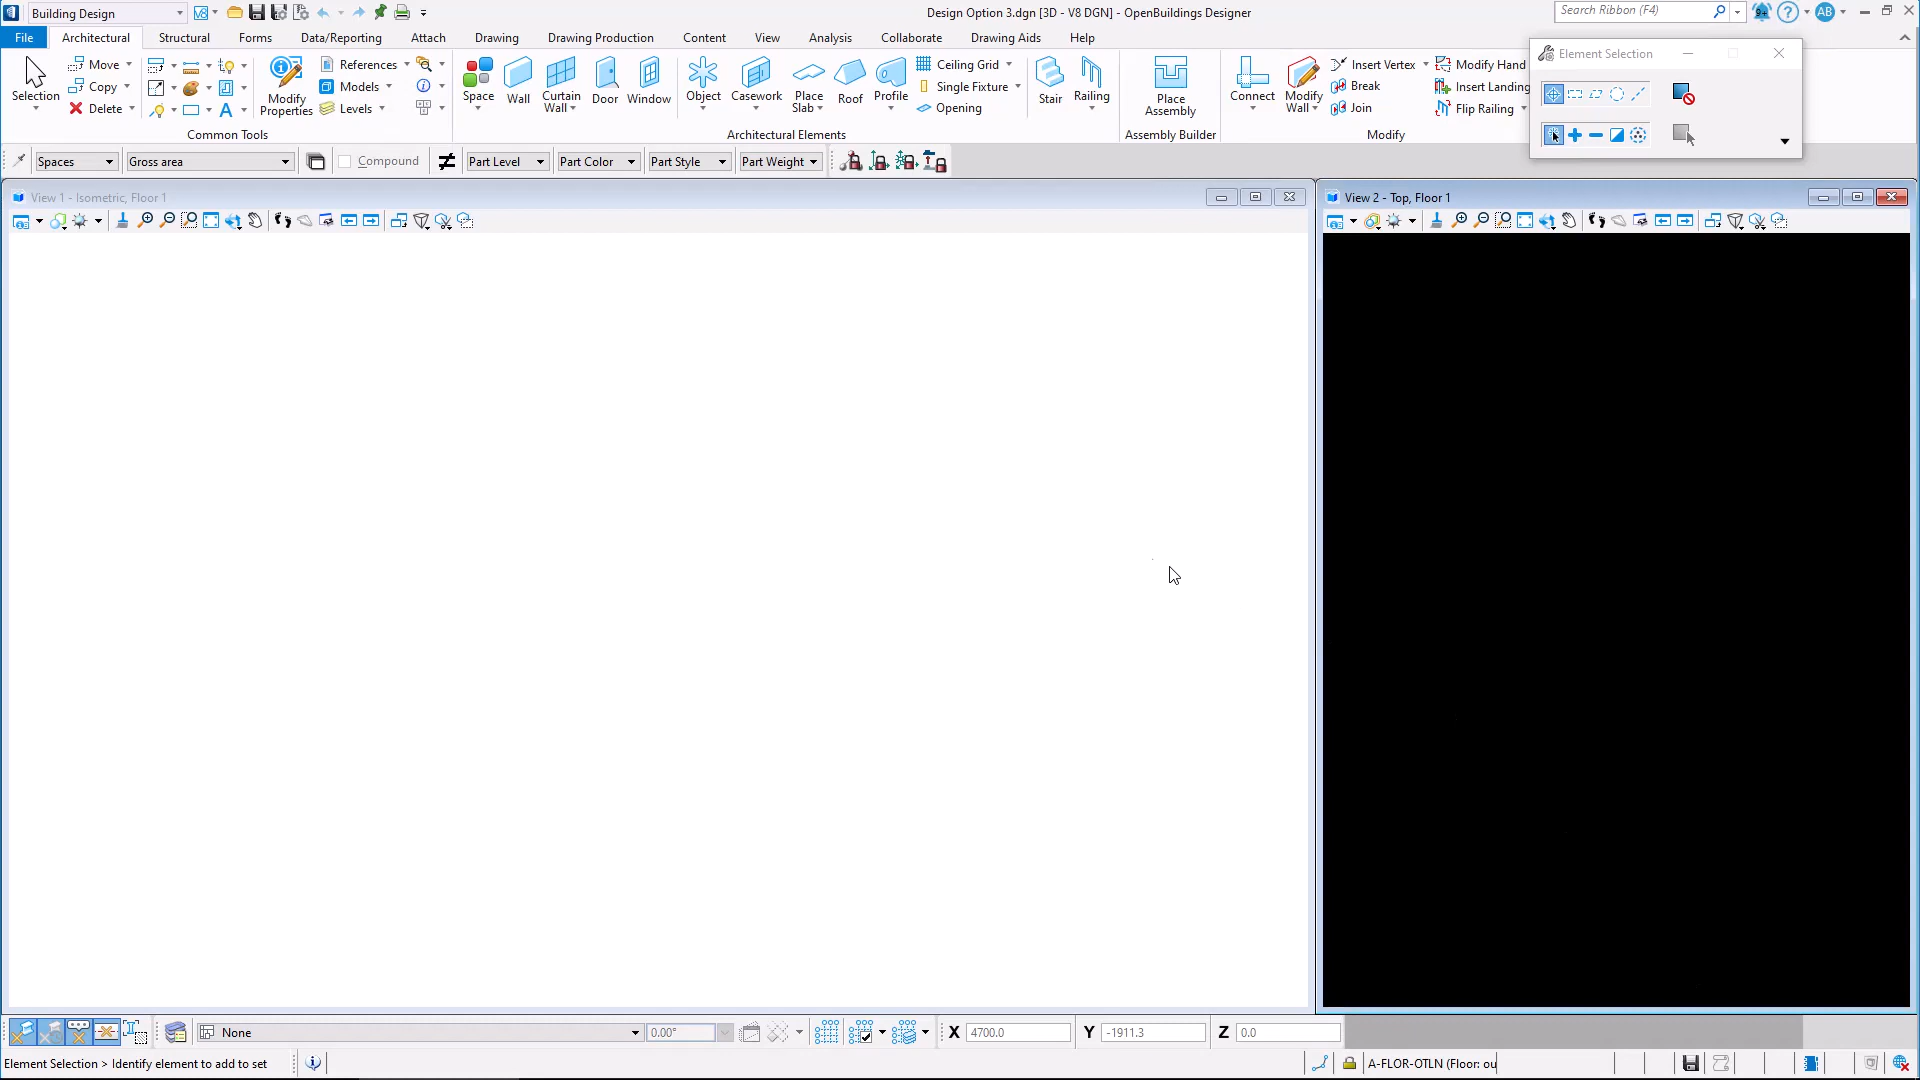 Building Design
Design Option 3.dgn [3D - V8 DGN] - OpenBuildings Designer
Search Ribbon (F4)
9+
AB
File
Architectural
Structural
Forms
Data/Reporting
Attach
Drawing
Drawing Production
Content
View
Analysis
Collaborate
Drawing Aids
Help
Selection
Move
Copy
Delete
Modify
Properties
References
Models
Levels
Common Tools
Space
Wall
Curtain
Wall
Door
Window
Object
Casework
Place
Slab
Roof
Profile
Ceiling Grid
Single Fixture
Opening
Stair
Railing
Architectural Elements
Place
Assembly
Assembly Builder
Connect
Modify
Wall
Insert Vertex
Break
Join
Modify Hand
Insert Landing
Flip Railing
Modify
Element Selection
Spaces
Gross area
Compound
Part Level
Part Color
Part Style
Part Weight
View 1 - Isometric, Floor 1
View 2 - Top, Floor 1
None
0.00°
X 4700.0
Y -1911.3
Z 0.0
Element Selection > Identify element to add to set
A-FLOR-OTLN (Floor: ou